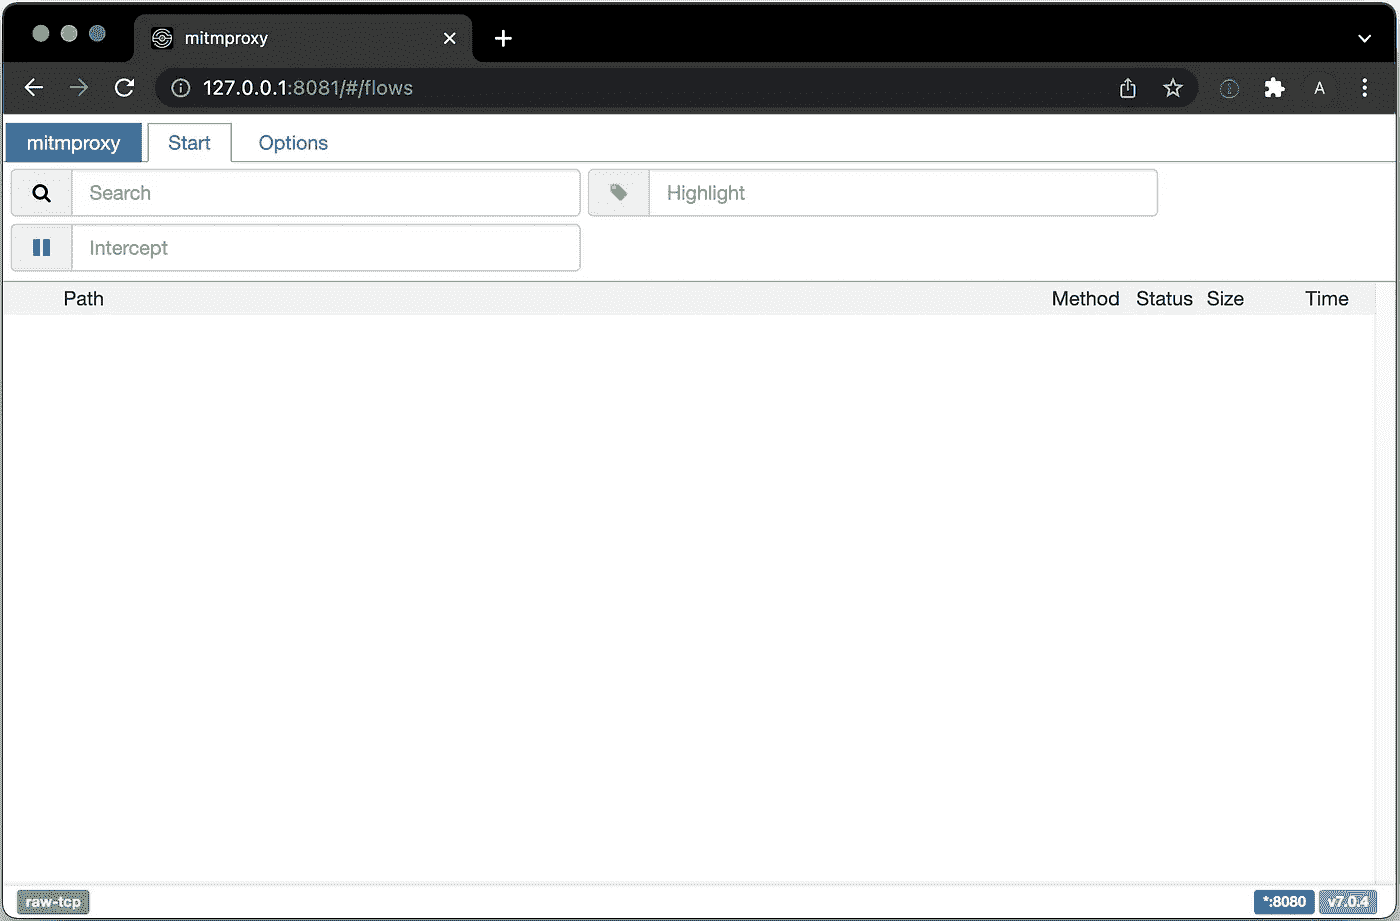 mitmproxy
127.0.0.1:8081/#/flows
A
mitmproxy Start Options
Search Highlight
Intercept
Path Method Status Size Time
raw-tcp *:8080 v7.0.4